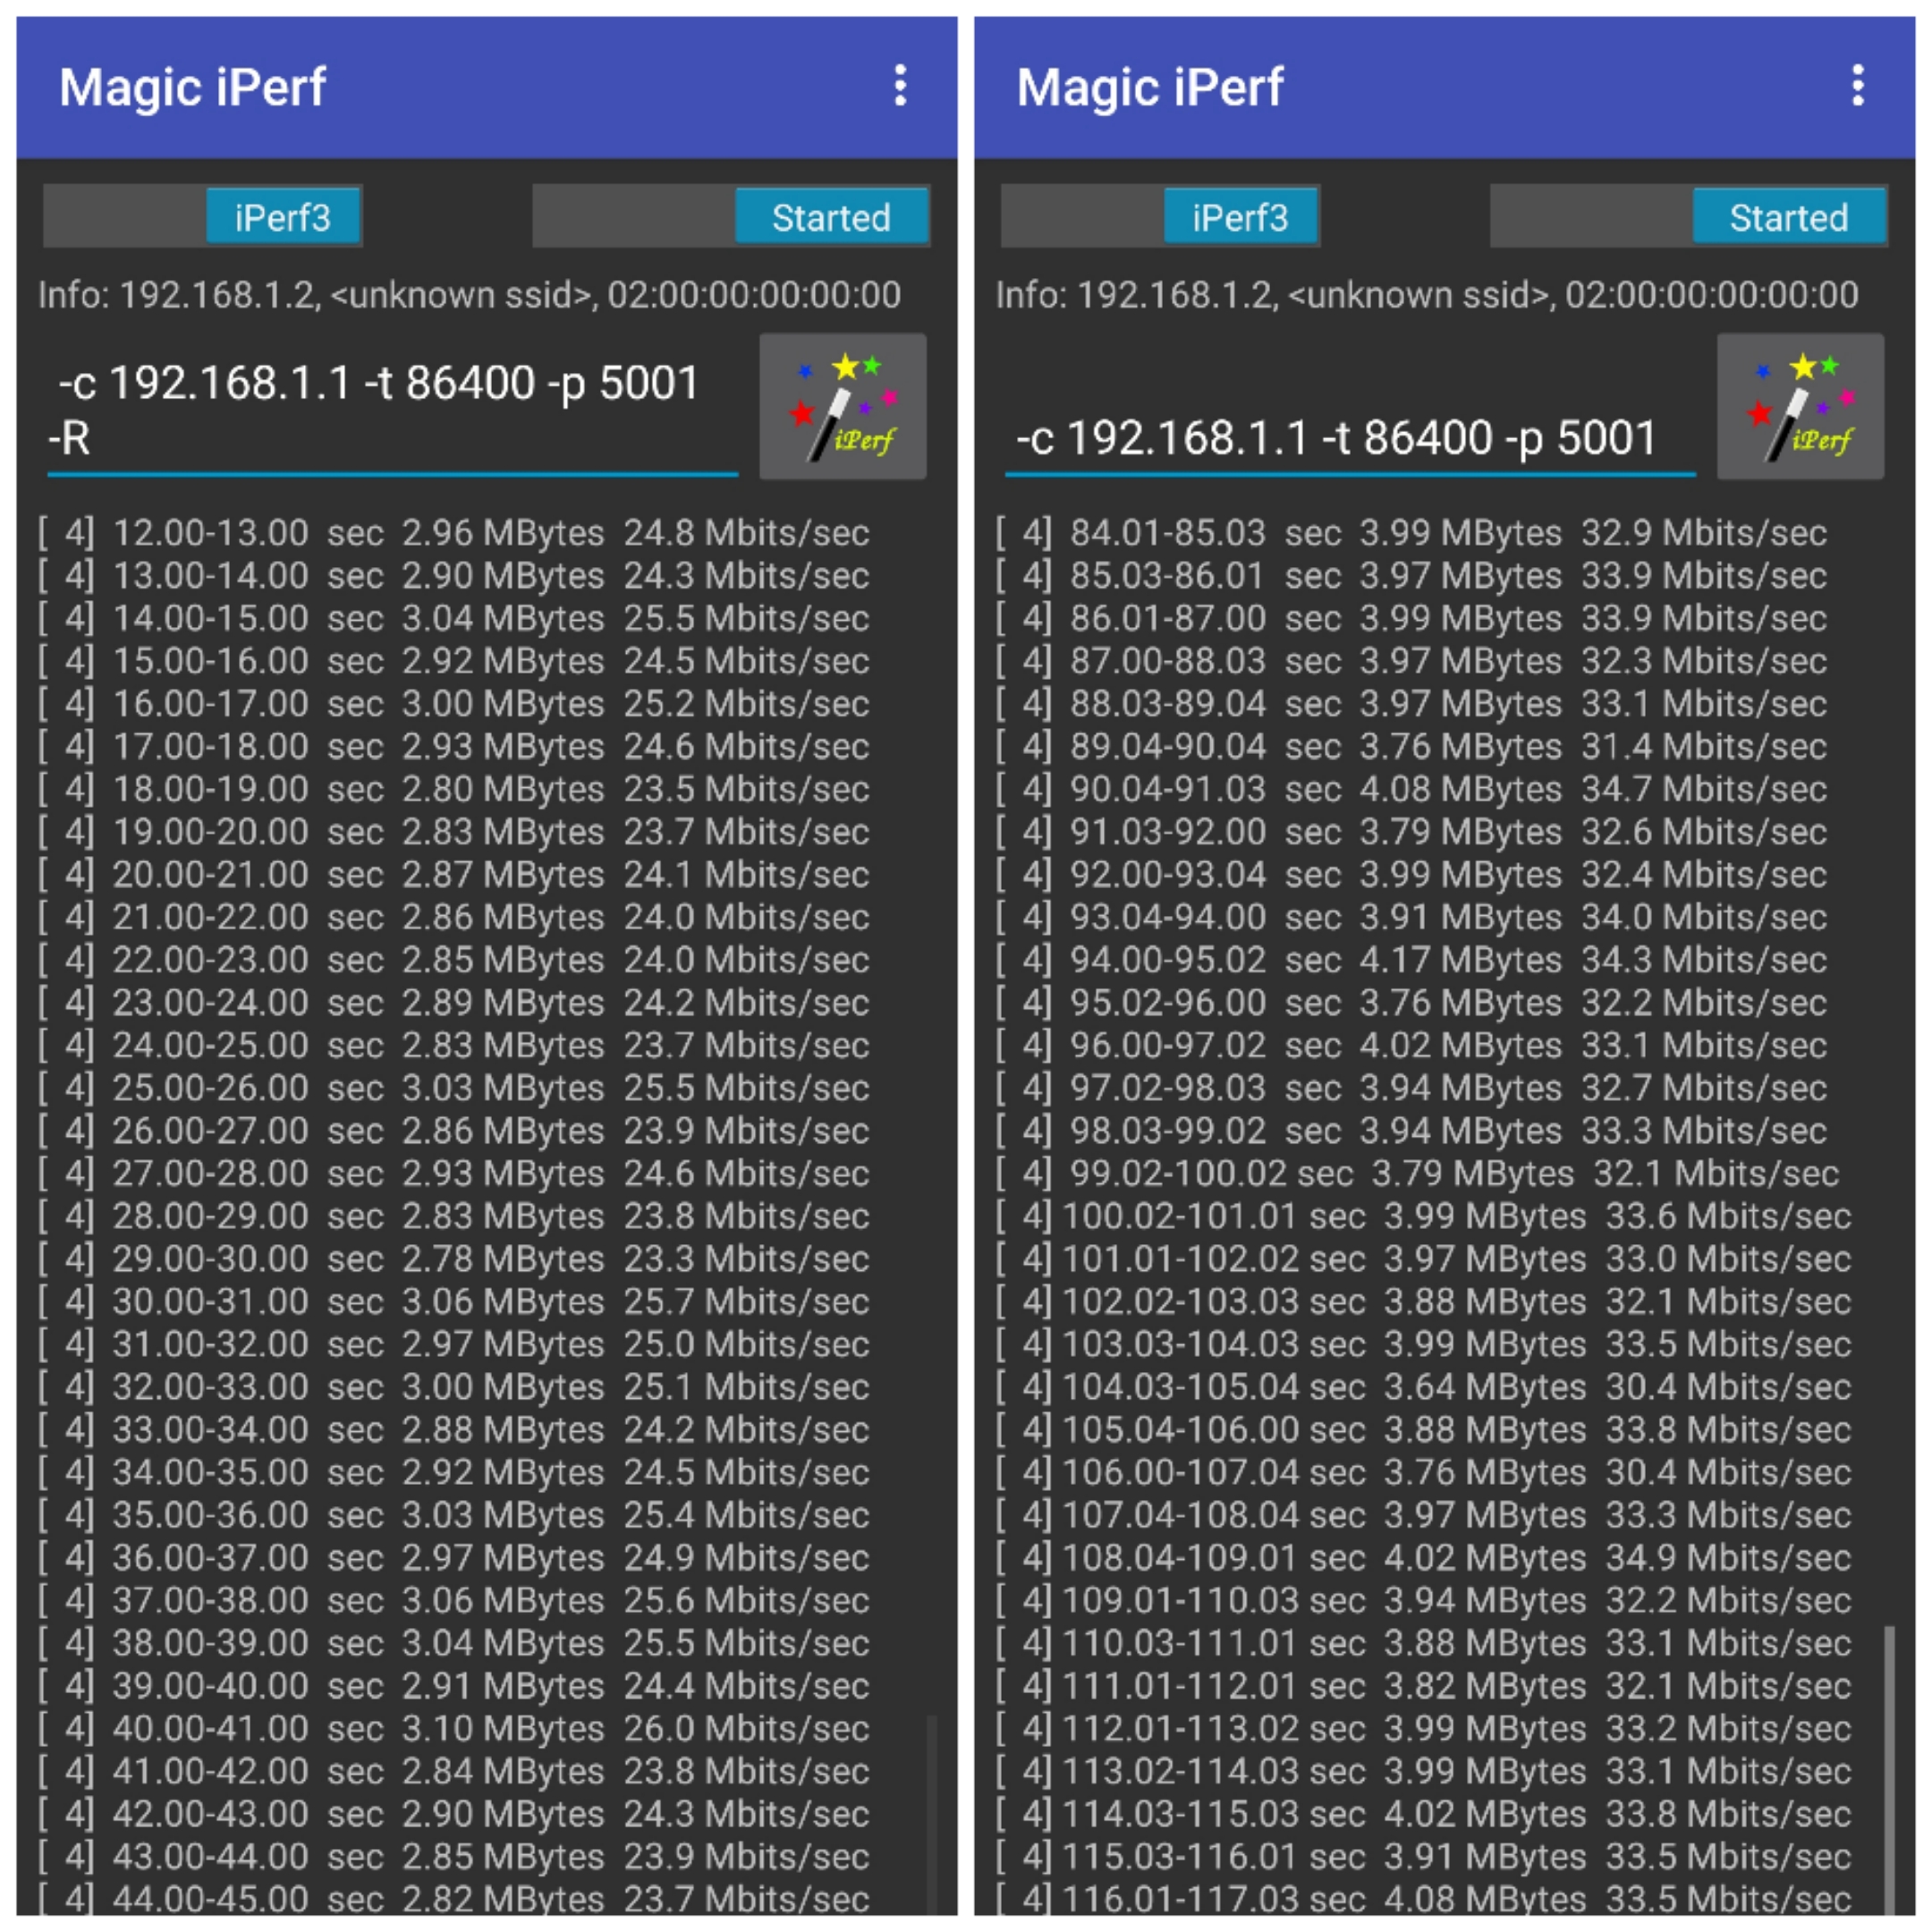 Magic iPerf
iPerf3
Started
Info: 192.168.1.2, <unknown ssid>, 02:00:00:00:00:00
-c 192.168.1.1 -t 86400 -p 5001
-R
iPerf
[ 4] 12.00-13.00 sec 2.96 MBytes 24.8 Mbits/sec
[ 4] 13.00-14.00 sec 2.90 MBytes 24.3 Mbits/sec
[ 4] 14.00-15.00 sec 3.04 MBytes 25.5 Mbits/sec
[ 4] 15.00-16.00 sec 2.92 MBytes 24.5 Mbits/sec
[ 4] 16.00-17.00 sec 3.00 MBytes 25.2 Mbits/sec
[ 4] 17.00-18.00 sec 2.93 MBytes 24.6 Mbits/sec
[ 4] 18.00-19.00 sec 2.80 MBytes 23.5 Mbits/sec
[ 4] 19.00-20.00 sec 2.83 MBytes 23.7 Mbits/sec
[ 4] 20.00-21.00 sec 2.87 MBytes 24.1 Mbits/sec
[ 4] 21.00-22.00 sec 2.86 MBytes 24.0 Mbits/sec
[ 4] 22.00-23.00 sec 2.85 MBytes 24.0 Mbits/sec
[ 4] 23.00-24.00 sec 2.89 MBytes 24.2 Mbits/sec
[ 4] 24.00-25.00 sec 2.83 MBytes 23.7 Mbits/sec
[ 4] 25.00-26.00 sec 3.03 MBytes 25.5 Mbits/sec
[ 4] 26.00-27.00 sec 2.86 MBytes 23.9 Mbits/sec
[ 4] 27.00-28.00 sec 2.93 MBytes 24.6 Mbits/sec
[ 4] 28.00-29.00 sec 2.83 MBytes 23.8 Mbits/sec
[ 4] 29.00-30.00 sec 2.78 MBytes 23.3 Mbits/sec
[ 4] 30.00-31.00 sec 3.06 MBytes 25.7 Mbits/sec
[ 4] 31.00-32.00 sec 2.97 MBytes 25.0 Mbits/sec
[ 4] 32.00-33.00 sec 3.00 MBytes 25.1 Mbits/sec
[ 4] 33.00-34.00 sec 2.88 MBytes 24.2 Mbits/sec
[ 4] 34.00-35.00 sec 2.92 MBytes 24.5 Mbits/sec
[ 4] 35.00-36.00 sec 3.03 MBytes 25.4 Mbits/sec
[ 4] 36.00-37.00 sec 2.97 MBytes 24.9 Mbits/sec
[ 4] 37.00-38.00 sec 3.06 MBytes 25.6 Mbits/sec
[ 4] 38.00-39.00 sec 3.04 MBytes 25.5 Mbits/sec
[ 4] 39.00-40.00 sec 2.91 MBytes 24.4 Mbits/sec
[ 4] 40.00-41.00 sec 3.10 MBytes 26.0 Mbits/sec
[ 4] 41.00-42.00 sec 2.84 MBytes 23.8 Mbits/sec
[ 4] 42.00-43.00 sec 2.90 MBytes 24.3 Mbits/sec
[ 4] 43.00-44.00 sec 2.85 MBytes 23.9 Mbits/sec
[ 4] 44.00-45.00 sec 2.82 MBytes 23.7 Mbits/sec
Magic iPerf
iPerf3
Started
Info: 192.168.1.2, <unknown ssid>, 02:00:00:00:00:00
-c 192.168.1.1 -t 86400 -p 5001
iPerf
[ 4] 84.01-85.03 sec 3.99 MBytes 32.9 Mbits/sec
[ 4] 85.03-86.01 sec 3.97 MBytes 33.9 Mbits/sec
[ 4] 86.01-87.00 sec 3.99 MBytes 33.9 Mbits/sec
[ 4] 87.00-88.03 sec 3.97 MBytes 32.3 Mbits/sec
[ 4] 88.03-89.04 sec 3.97 MBytes 33.1 Mbits/sec
[ 4] 89.04-90.04 sec 3.76 MBytes 31.4 Mbits/sec
[ 4] 90.04-91.03 sec 4.08 MBytes 34.7 Mbits/sec
[ 4] 91.03-92.00 sec 3.79 MBytes 32.6 Mbits/sec
[ 4] 92.00-93.04 sec 3.99 MBytes 32.4 Mbits/sec
[ 4] 93.04-94.00 sec 3.91 MBytes 34.0 Mbits/sec
[ 4] 94.00-95.02 sec 4.17 MBytes 34.3 Mbits/sec
[ 4] 95.02-96.00 sec 3.76 MBytes 32.2 Mbits/sec
[ 4] 96.00-97.02 sec 4.02 MBytes 33.1 Mbits/sec
[ 4] 97.02-98.03 sec 3.94 MBytes 32.7 Mbits/sec
[ 4] 98.03-99.02 sec 3.94 MBytes 33.3 Mbits/sec
[ 4] 99.02-100.02 sec 3.79 MBytes 32.1 Mbits/sec
[ 4] 100.02-101.01 sec 3.99 MBytes 33.6 Mbits/sec
[ 4] 101.01-102.02 sec 3.97 MBytes 33.0 Mbits/sec
[ 4] 102.02-103.03 sec 3.88 MBytes 32.1 Mbits/sec
[ 4] 103.03-104.03 sec 3.99 MBytes 33.5 Mbits/sec
[ 4] 104.03-105.04 sec 3.64 MBytes 30.4 Mbits/sec
[ 4] 105.04-106.00 sec 3.88 MBytes 33.8 Mbits/sec
[ 4] 106.00-107.04 sec 3.76 MBytes 30.4 Mbits/sec
[ 4] 107.04-108.04 sec 3.97 MBytes 33.3 Mbits/sec
[ 4] 108.04-109.01 sec 4.02 MBytes 34.9 Mbits/sec
[ 4] 109.01-110.03 sec 3.94 MBytes 32.2 Mbits/sec
[ 4] 110.03-111.01 sec 3.88 MBytes 33.1 Mbits/sec
[ 4] 111.01-112.01 sec 3.82 MBytes 32.1 Mbits/sec
[ 4] 112.01-113.02 sec 3.99 MBytes 33.2 Mbits/sec
[ 4] 113.02-114.03 sec 3.99 MBytes 33.1 Mbits/sec
[ 4] 114.03-115.03 sec 4.02 MBytes 33.8 Mbits/sec
[ 4] 115.03-116.01 sec 3.91 MBytes 33.5 Mbits/sec
[ 4] 116.01-117.03 sec 4.08 MBytes 33.5 Mbits/sec